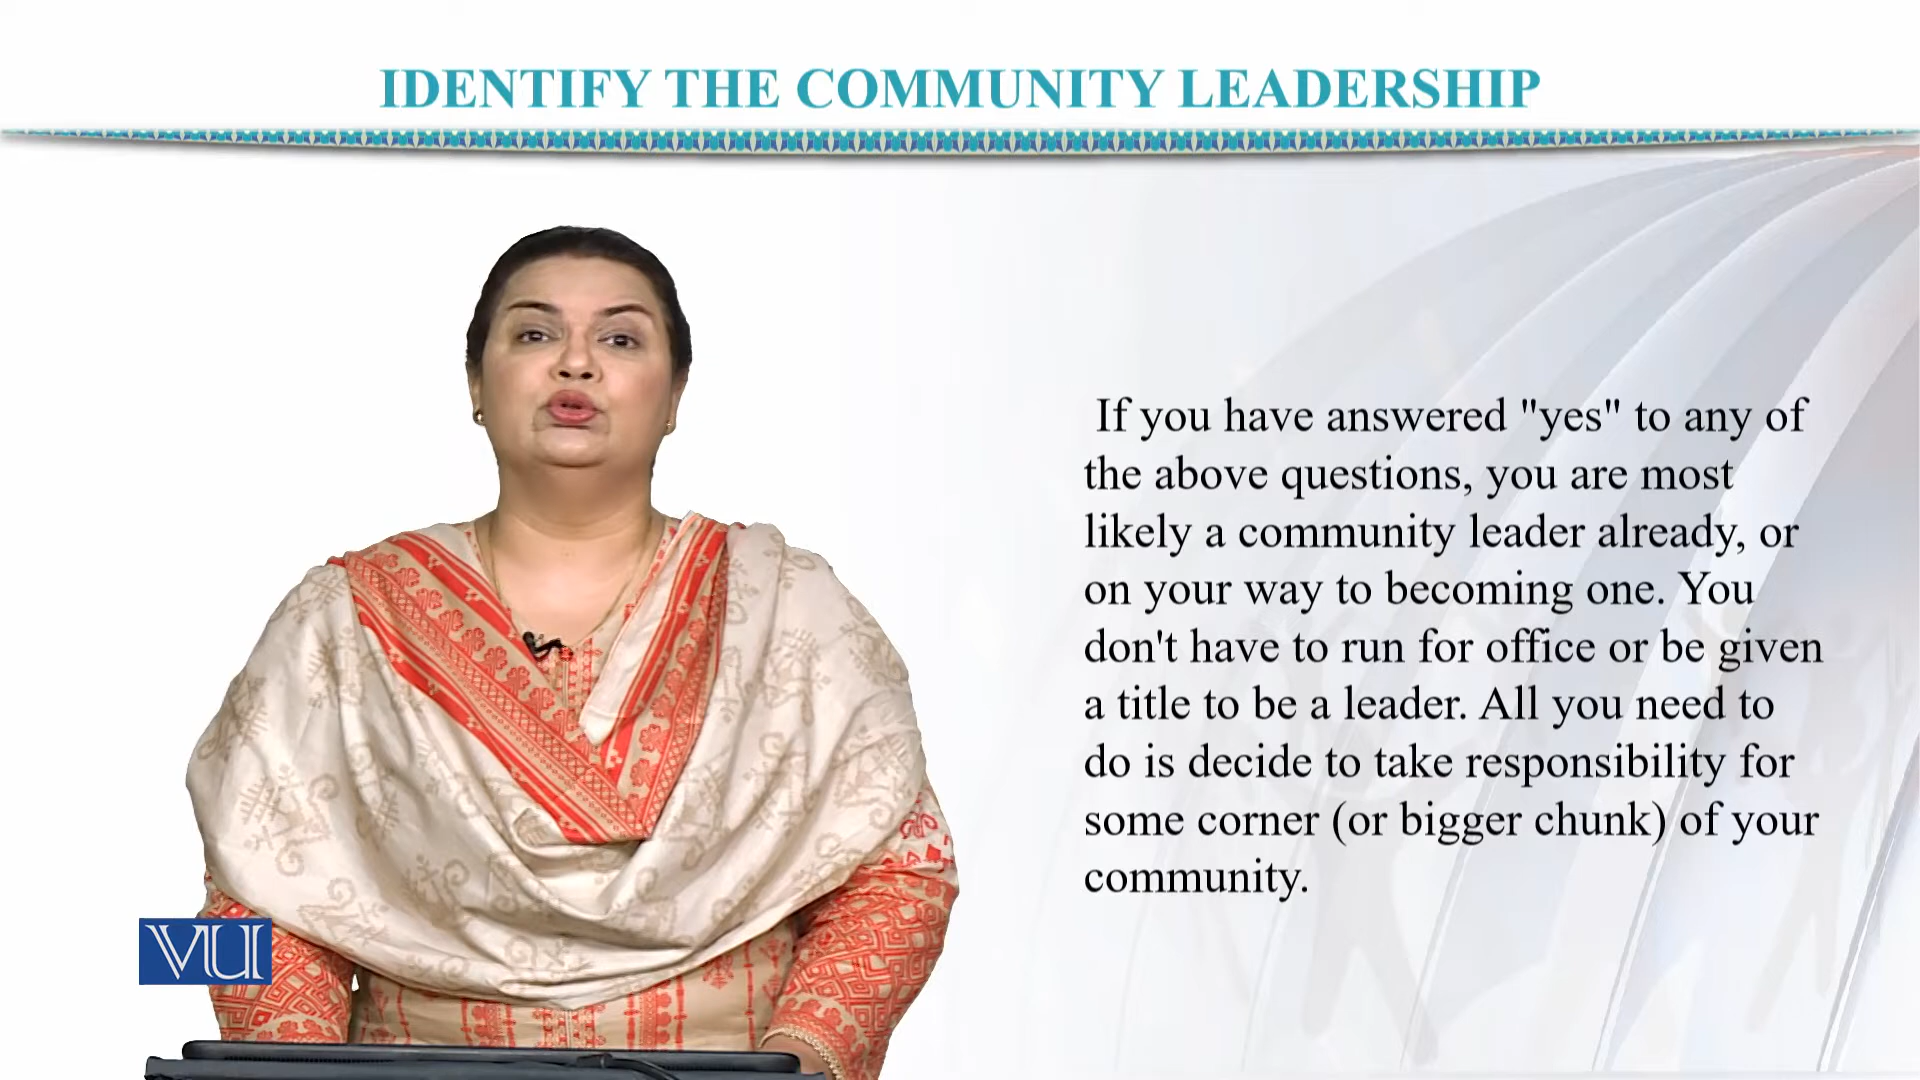 IDENTIFY THE COMMUNITY LEADERSHIP
If you have answered "yes" to any of
the above questions, you are most
likely a community leader already, or
on your way to becoming one. You
don't have to run for office or be given
a title to be a leader. All you need to
do is decide to take responsibility for
some corner (or bigger chunk) of your
community.
VU